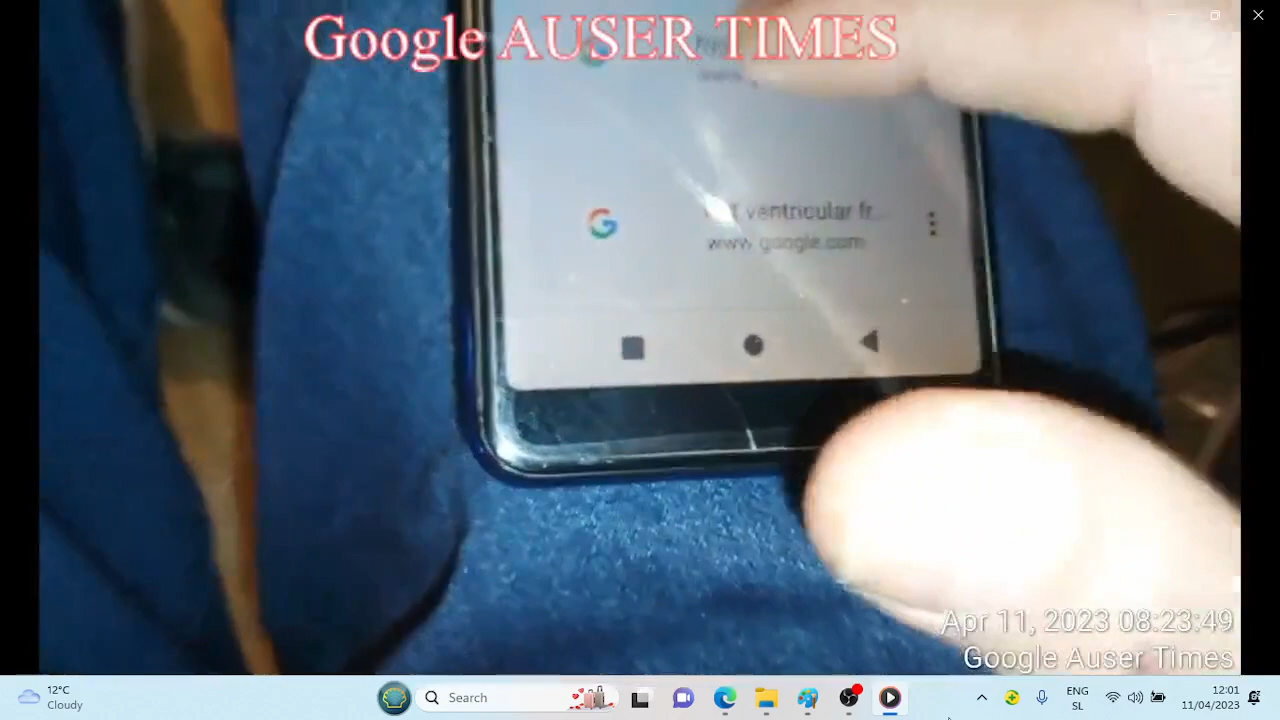 Google AUSER TIMES
ventricular fr...
www.google.com
Apr 11, 2023 08:23:49
Google Auser Times
12°C
Cloudy
Search
ENG
SL
12:01
11/04/2023